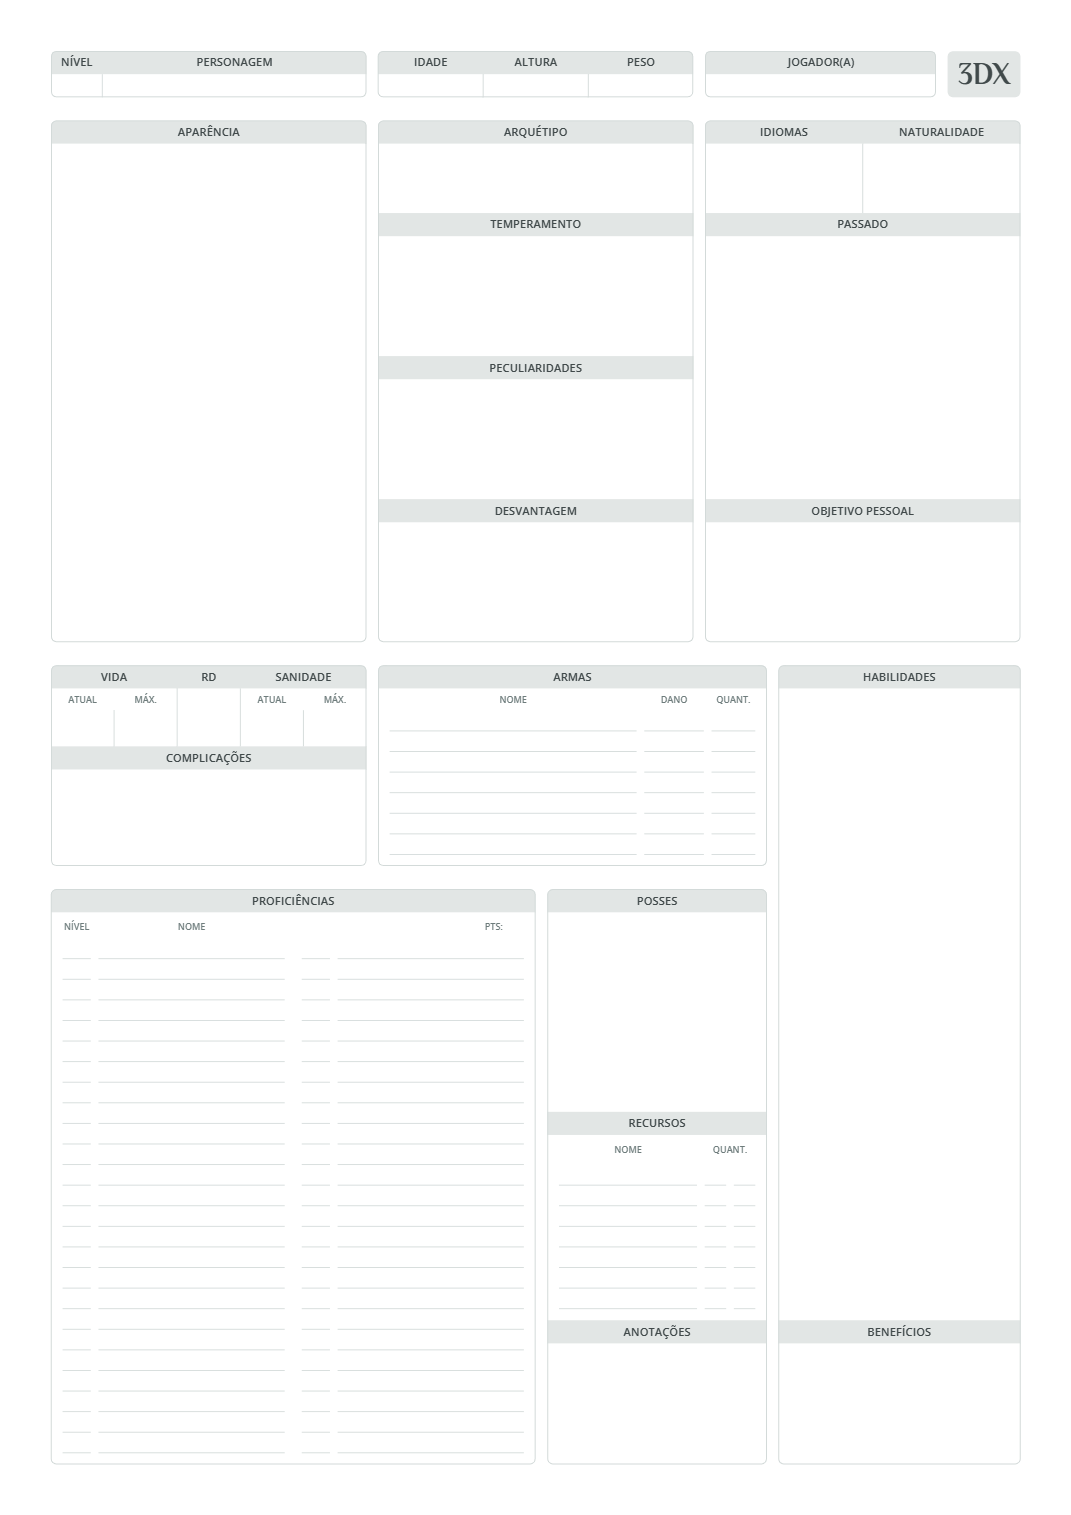 NÍVEL PERSONAGEM
IDADE ALTURA PESO
JOGADOR(A)
3DX
APARÊNCIA
ARQUÉTIPO
TEMPERAMENTO
PECULIARIDADES
DESVANTAGEM
IDIOMAS NATURALIDADE
PASSADO
OBJETIVO PESSOAL
VIDA RD SANIDADE
ATUAL MÁX. ATUAL MÁX.
COMPLICAÇÕES
ARMAS
NOME DANO QUANT.
HABILIDADES
PROFICIÊNCIAS
NÍVEL NOME PTS:
POSSES
RECURSOS
NOME QUANT.
ANOTAÇÕES
BENEFÍCIOS